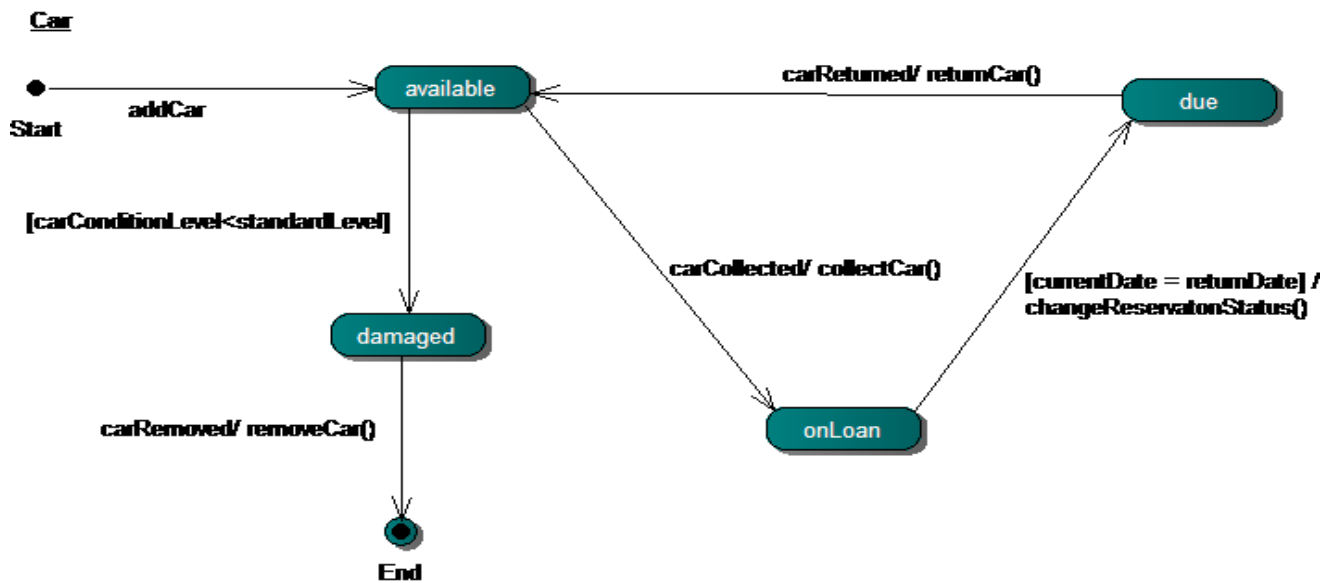 Car
available
carReturned/ returnCar()
due
addCar
Start
[carConditionLevel<standardLevel]
carCollected/ collectCar()
[currentDate = returnDate] /
changeReservatonStatus()
damaged
carRemoved/ removeCar()
onLoan
End